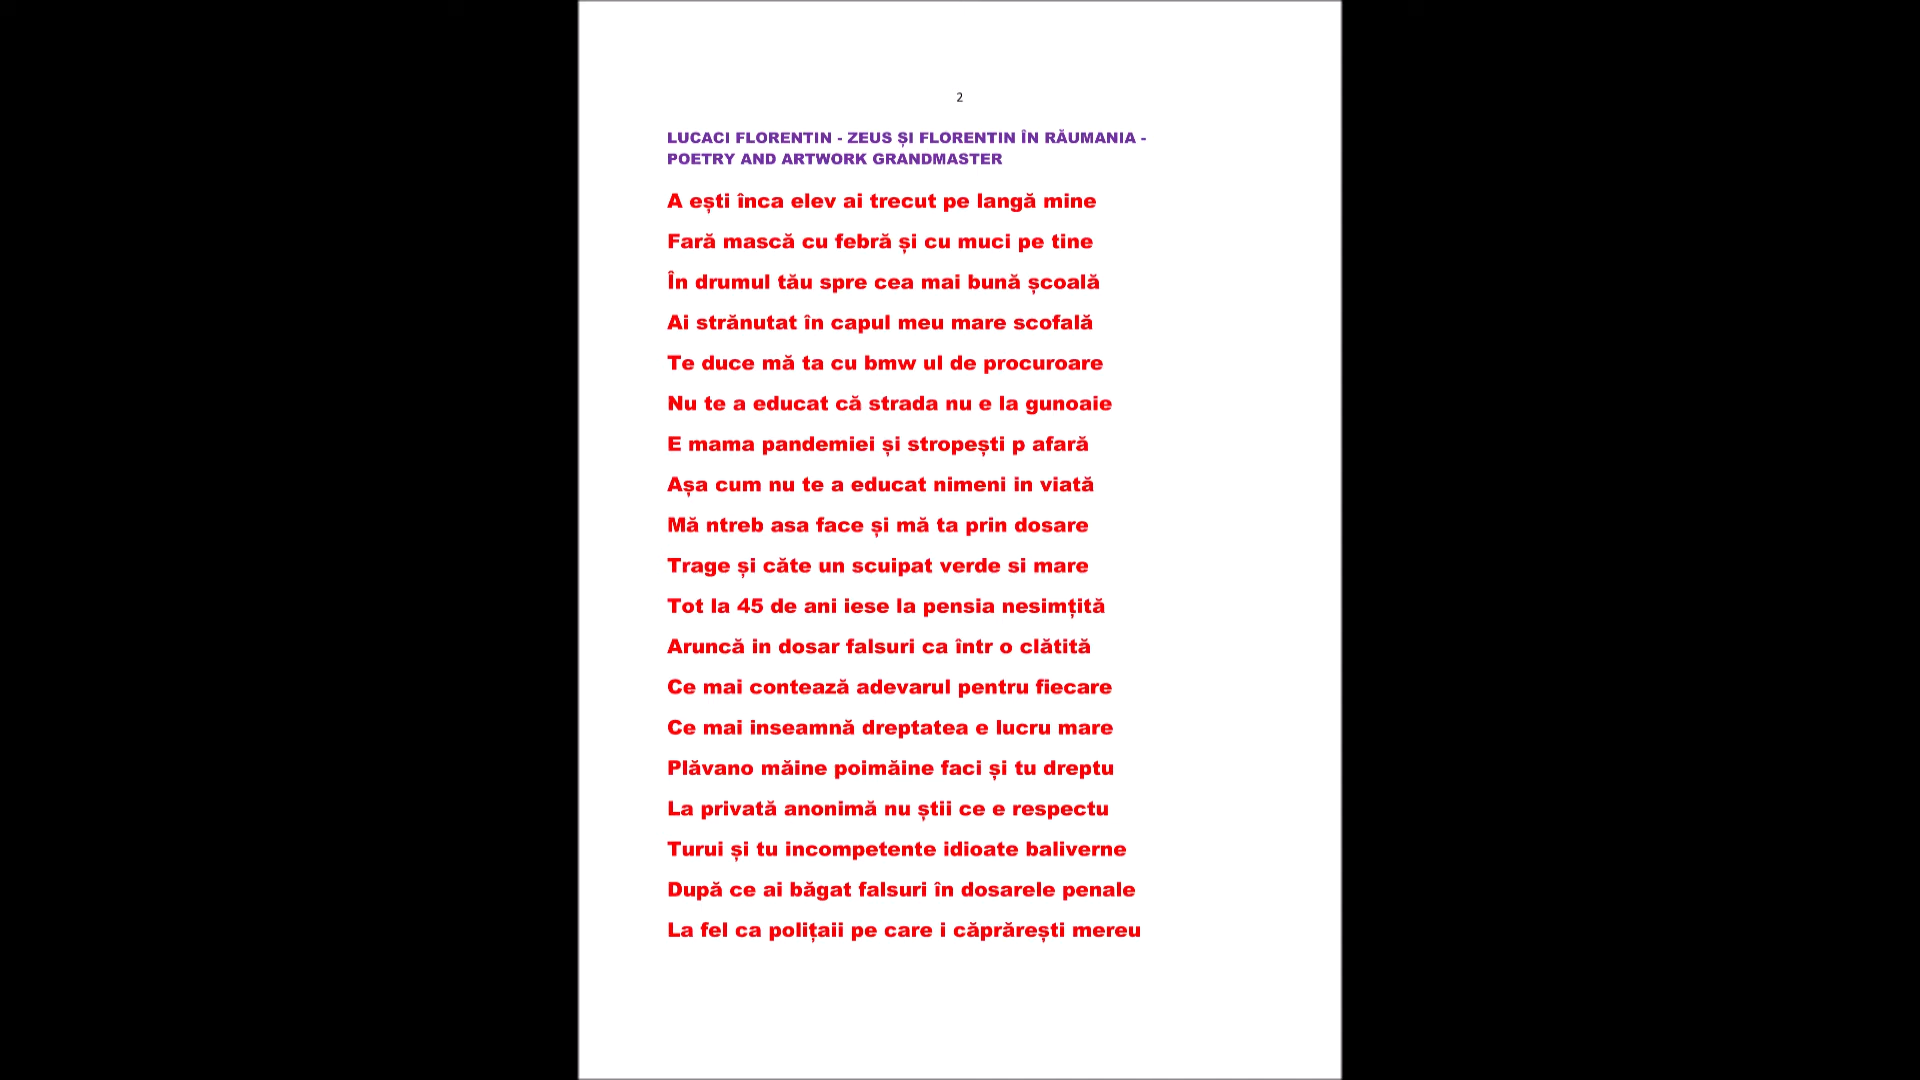 2
LUCACI FLORENTIN - ZEUS ȘI FLORENTIN ÎN RĂUMANIA -
POETRY AND ARTWORK GRANDMASTER
A ești înca elev ai trecut pe langă mine
Fară mască cu febră și cu muci pe tine
În drumul tău spre cea mai bună școală
Ai strănutat în capul meu mare scofală
Te duce mă ta cu bmw ul de procuroare
Nu te a educat că strada nu e la gunoaie
E mama pandemiei și stropești p afară
Așa cum nu te a educat nimeni in viată
Mă ntreb asa face și mă ta prin dosare
Trage și căte un scuipat verde si mare
Tot la 45 de ani iese la pensia nesimțită
Aruncă in dosar falsuri ca într o clătită
Ce mai contează adevarul pentru fiecare
Ce mai inseamnă dreptatea e lucru mare
Plăvano măine poimăine faci și tu dreptu
La privată anonimă nu știi ce e respectu
Turui și tu incompetente idioate baliverne
După ce ai băgat falsuri în dosarele penale
La fel ca polițaii pe care i căprărești mereu